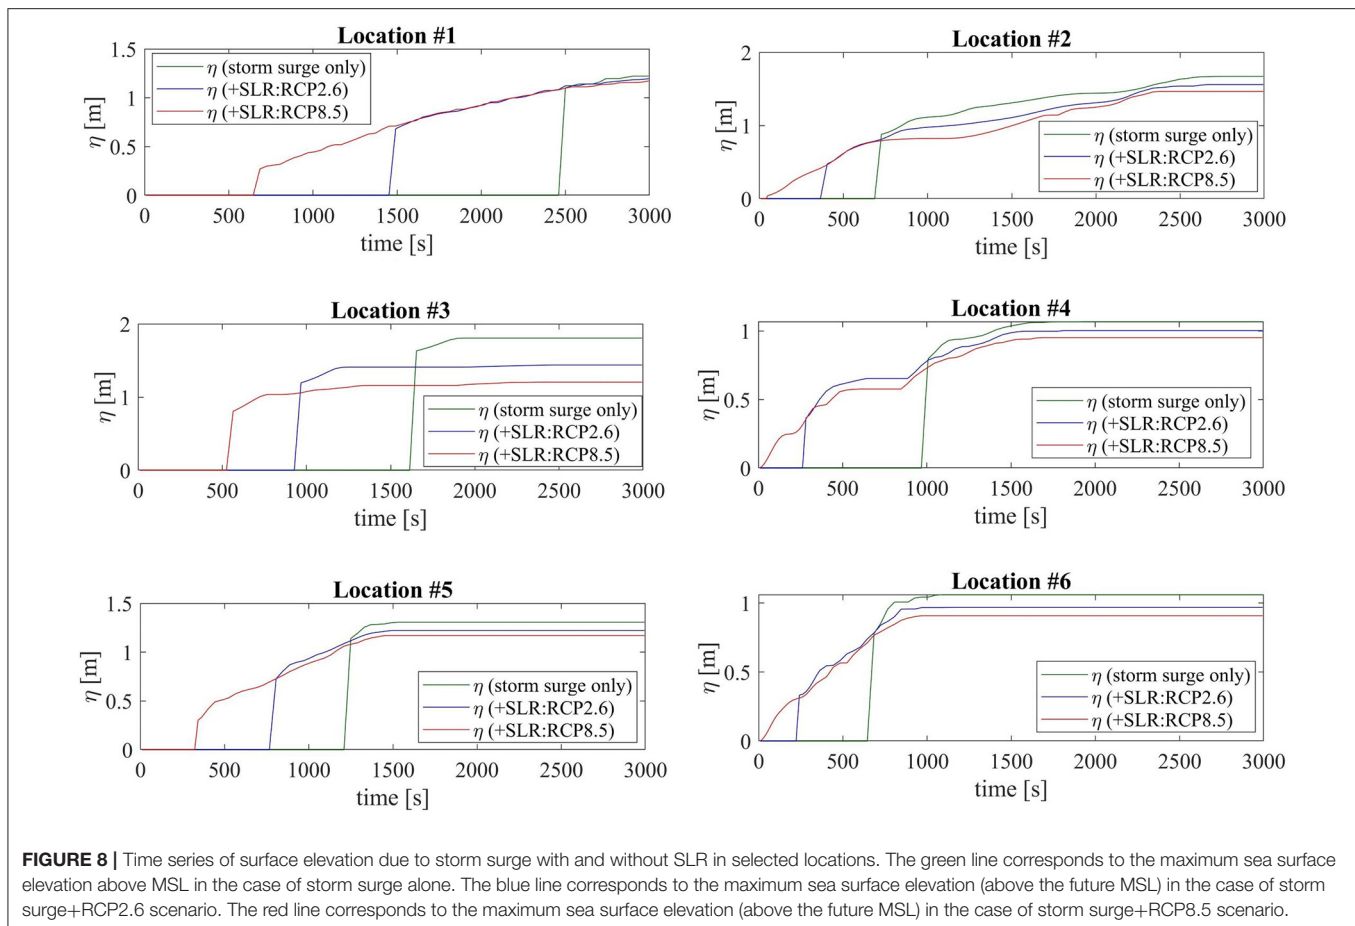 Location #1
1.5
1
0.5
0
η [m]
η (storm surge only)
η (+SLR:RCP2.6)
η (+SLR:RCP8.5)
0 500 1000 1500 2000 2500 3000
time [s]
Location #2
2
1
0
η [m]
η (storm surge only)
η (+SLR:RCP2.6)
η (+SLR:RCP8.5)
0 500 1000 1500 2000 2500 3000
time [s]
Location #3
2
1
0
η [m]
η (storm surge only)
η (+SLR:RCP2.6)
η (+SLR:RCP8.5)
0 500 1000 1500 2000 2500 3000
time [s]
Location #4
1
0.5
0
η [m]
η (storm surge only)
η (+SLR:RCP2.6)
η (+SLR:RCP8.5)
0 500 1000 1500 2000 2500 3000
time [s]
Location #5
1.5
1
0.5
0
η [m]
η (storm surge only)
η (+SLR:RCP2.6)
η (+SLR:RCP8.5)
0 500 1000 1500 2000 2500 3000
time [s]
Location #6
1
0.5
0
η [m]
η (storm surge only)
η (+SLR:RCP2.6)
η (+SLR:RCP8.5)
0 500 1000 1500 2000 2500 3000
time [s]
FIGURE 8 | Time series of surface elevation due to storm surge with and without SLR in selected locations. The green line corresponds to the maximum sea surface
elevation above MSL in the case of storm surge alone. The blue line corresponds to the maximum sea surface elevation (above the future MSL) in the case of storm
surge+RCP2.6 scenario. The red line corresponds to the maximum sea surface elevation (above the future MSL) in the case of storm surge+RCP8.5 scenario.